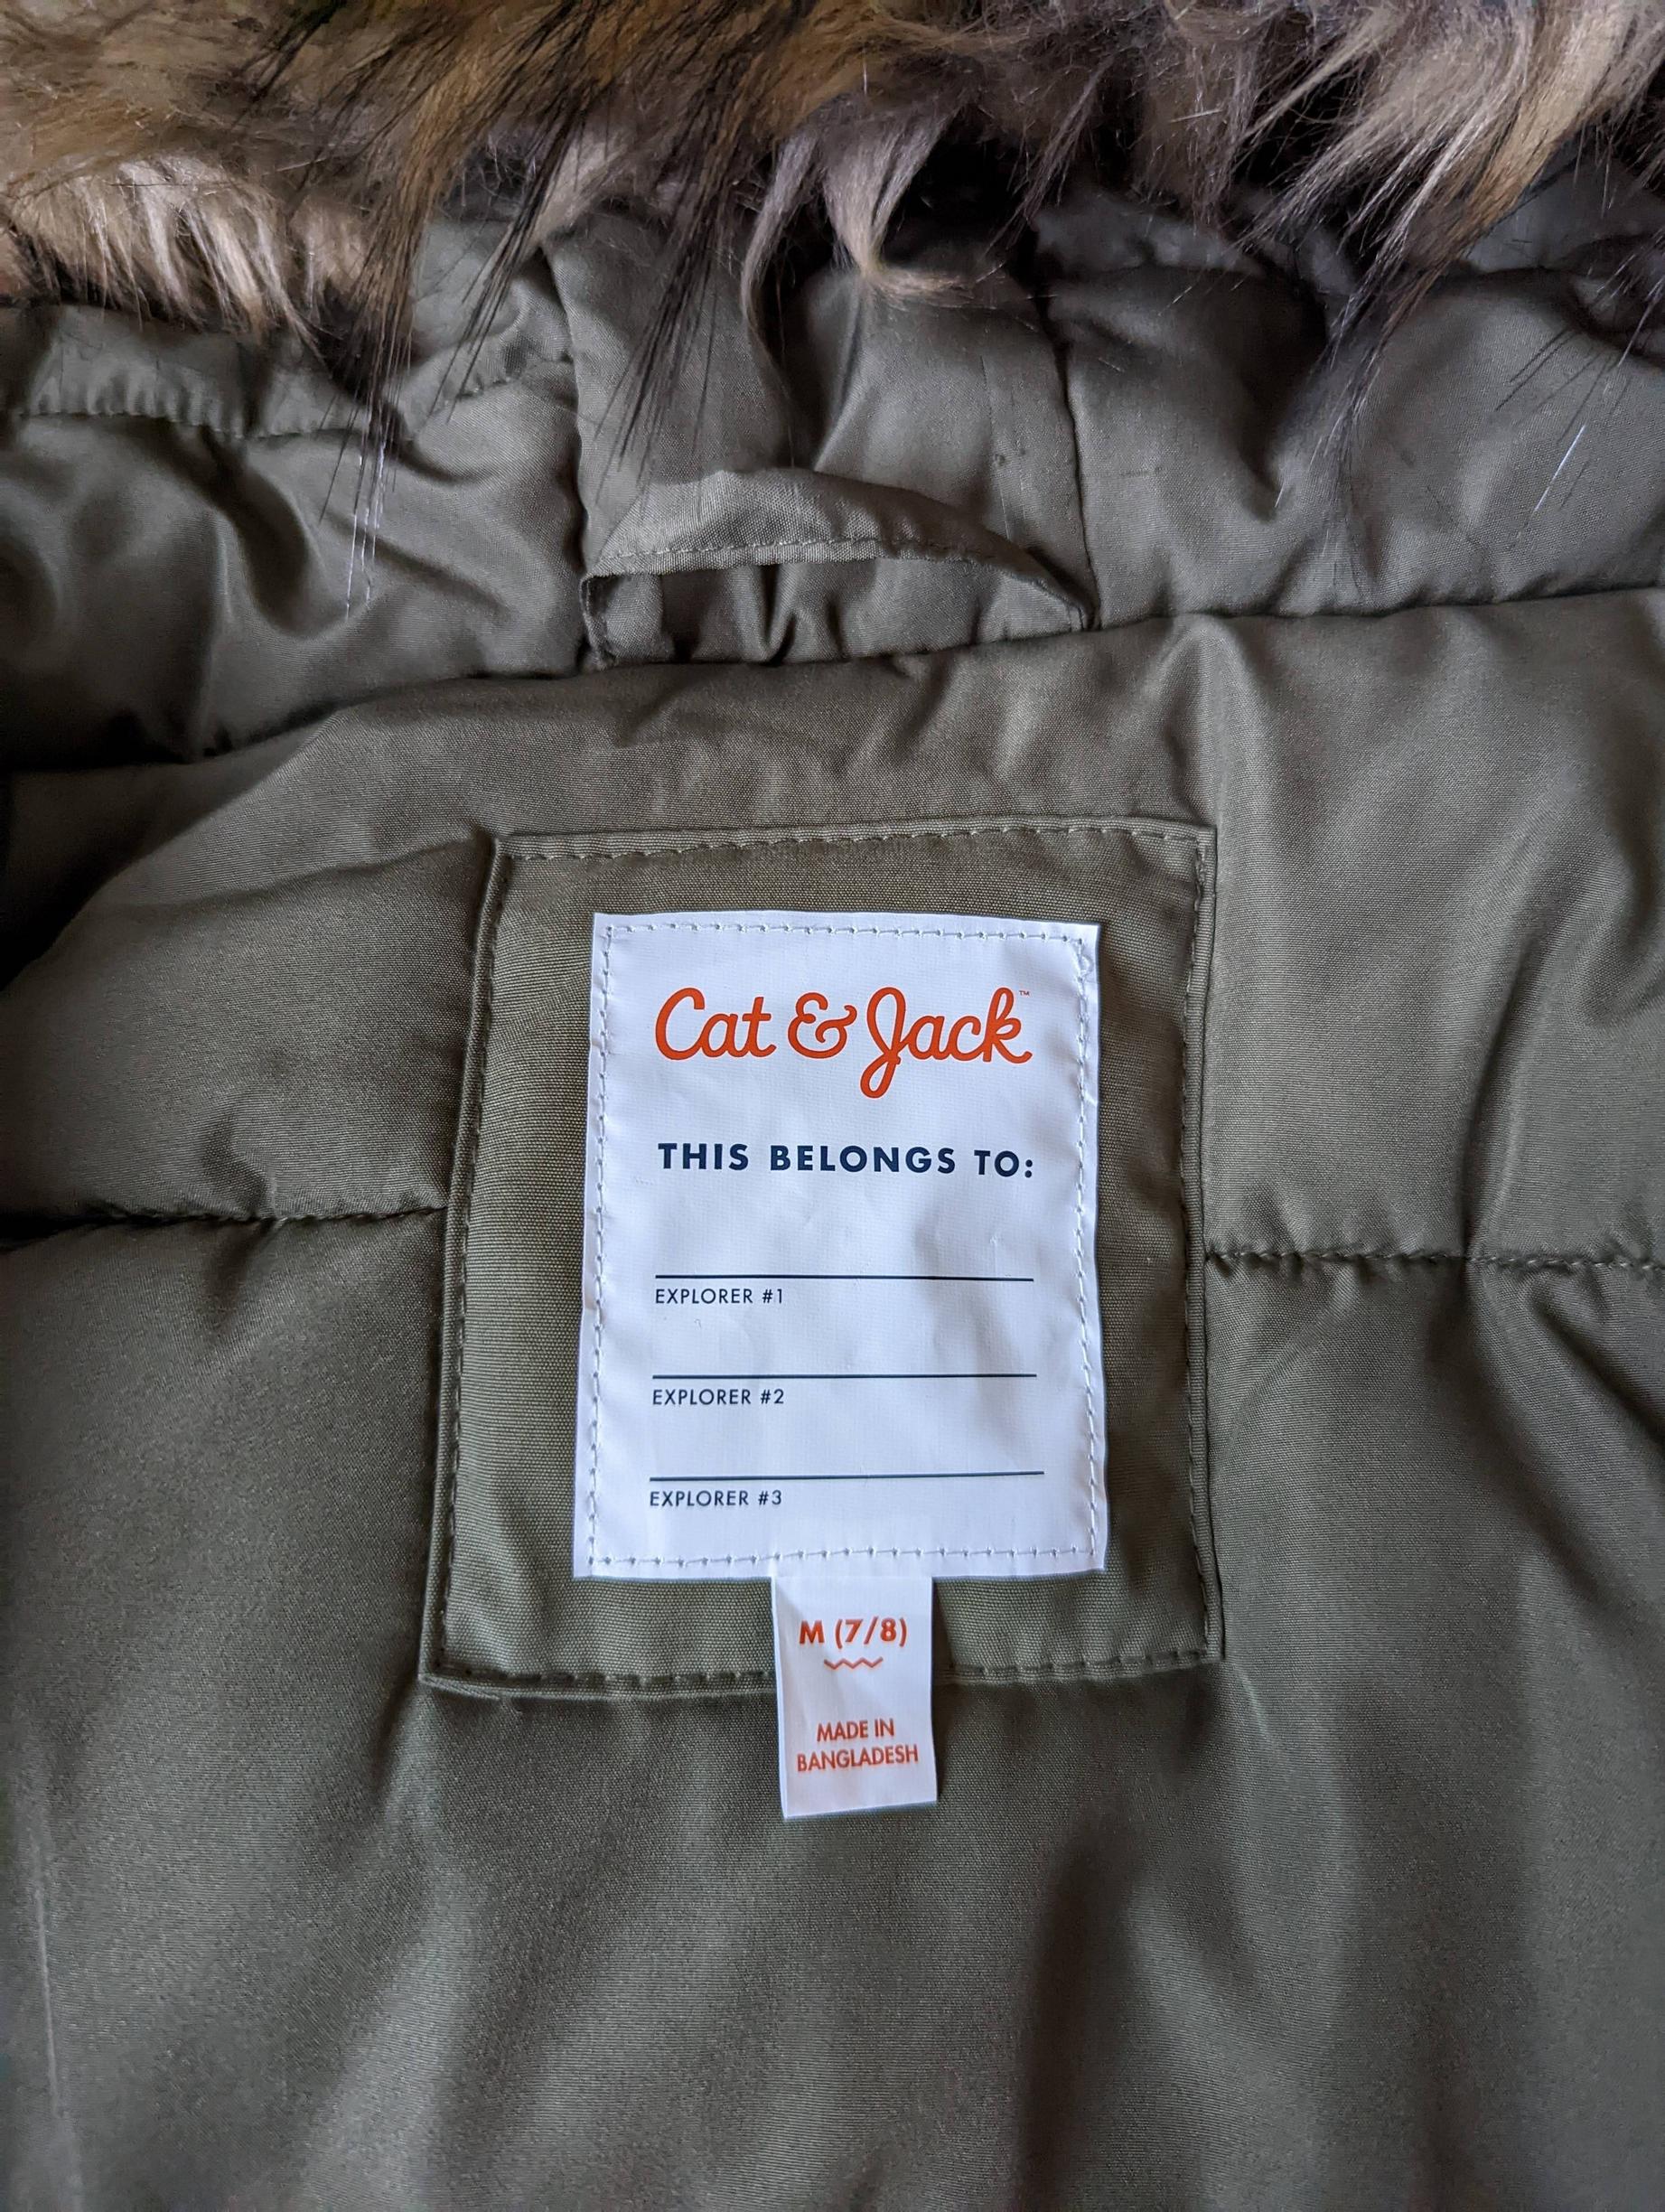 Cat & Jack™
THIS BELONGS TO:
EXPLORER #1
EXPLORER #2
EXPLORER #3
M (7/8)
MADE IN
BANGLADESH